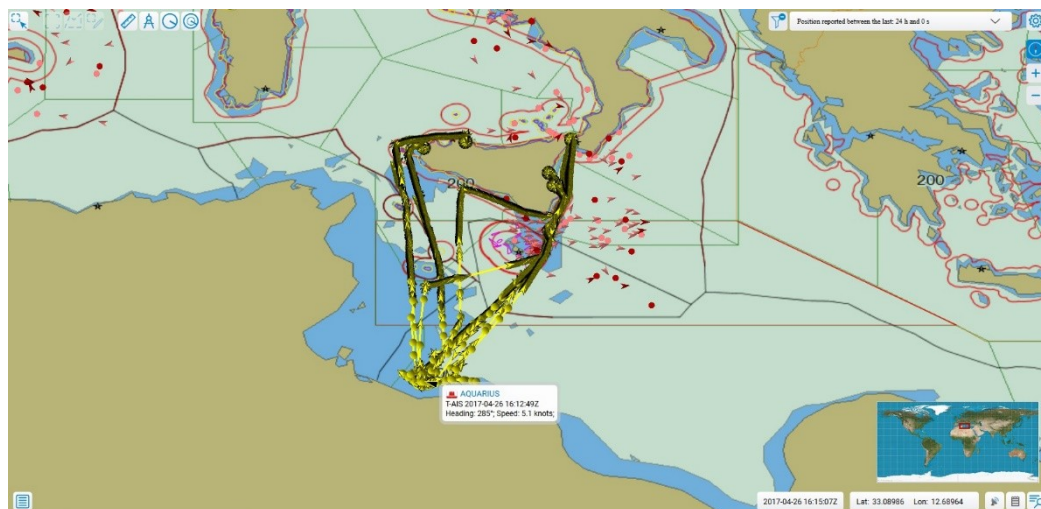 Position reported between the last: 24 h and 0 s
200
200
AQUARIUS
T-AIS 2017-04-26 16:12:49Z
Heading: 285°; Speed: 5.1 knots;
2017-04-26 16:15:07Z
Lat: 33.08986 Lon: 12.68964